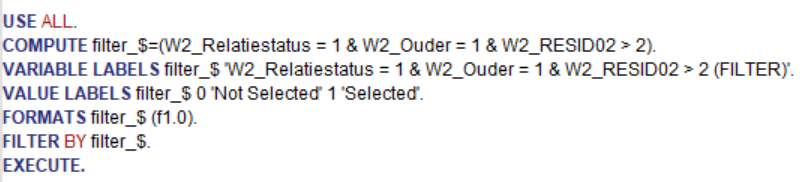 USE ALL.
COMPUTE filter_$=(W2_Relatiestatus = 1 & W2_Ouder = 1 & W2_RESID02 > 2).
VARIABLE LABELS filter_$ 'W2_Relatiestatus = 1 & W2_Ouder = 1 & W2_RESID02 > 2 (FILTER)'.
VALUE LABELS filter_$ 0 'Not Selected' 1 'Selected'.
FORMATS filter_$ (f1.0).
FILTER BY filter_$.
EXECUTE.